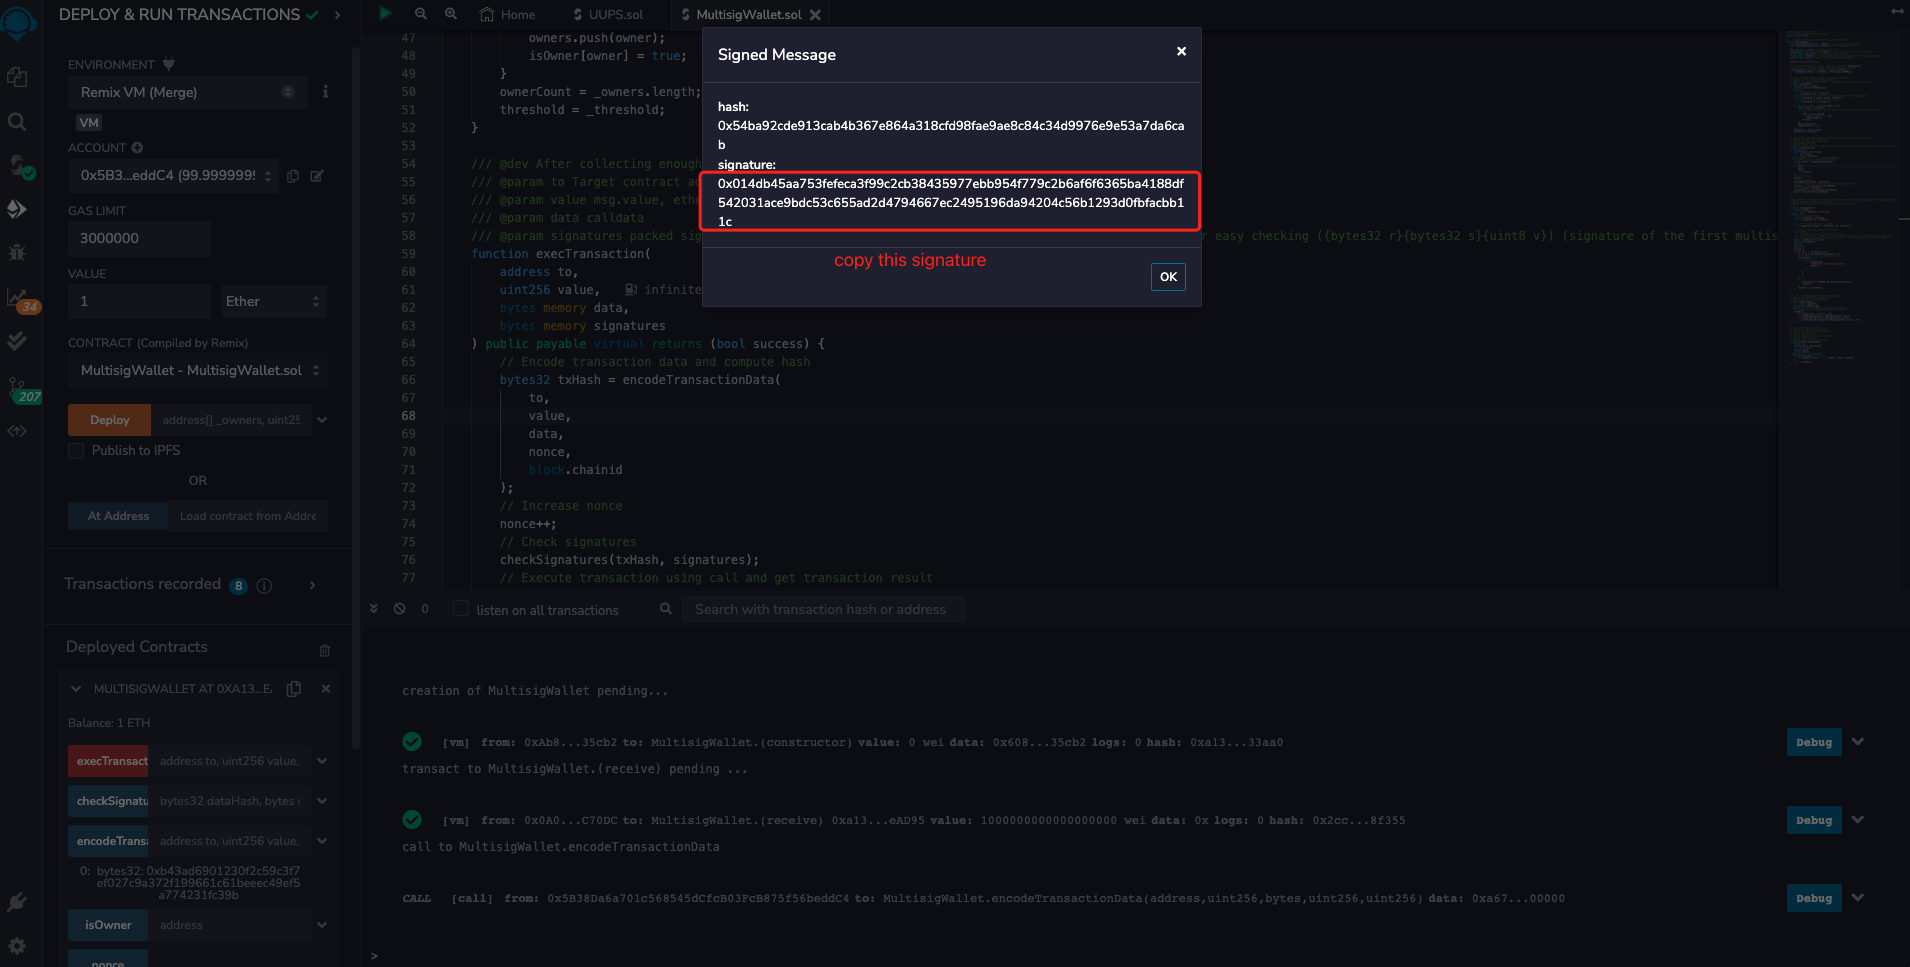 DEPLOY & RUN TRANSACTIONS
Home
UUPS.sol
MultisigWallet.sol
ENVIRONMENT
Remix VM (Merge)
VM
ACCOUNT
0x5B3...eddC4 (99.9999999
GAS LIMIT
3000000
VALUE
1
Ether
CONTRACT (Compiled by Remix)
MultisigWallet - MultisigWallet.sol
Deploy
address[] _owners, uint25
Publish to IPFS
OR
At Address
Load contract from Addre
Transactions recorded 8
Deployed Contracts
MULTISIGWALLET AT 0XA13...E
Balance: 1 ETH
execTransact
address to, uint256 value,
checkSignatu
bytes32 dataHash, bytes s
encodeTransa
address to, uint256 value,
0: bytes32: 0xb43ad6901230f2c59c3f7
ef027c9a372f199661c61beeec49ef5
a774231fc39b
isOwner
address
nonce
34
207
47 owners.push(owner);
48 isOwner[owner] = true;
49 }
50 ownerCount = _owners.length;
51 threshold = _threshold;
52 }
53
54 /// @dev After collecting enough
55 /// @param to Target contract a
56 /// @param value msg.value, eth
57 /// @param data calldata
58 /// @param signatures packed sig r easy checking ({bytes32 r}{bytes32 s}{uint8 v}) (signature of the first multis
59 function execTransaction(
60 address to,
61 uint256 value, infinite
62 bytes memory data,
63 bytes memory signatures
64 ) public payable virtual returns (bool success) {
65 // Encode transaction data and compute hash
66 bytes32 txHash = encodeTransactionData(
67 to,
68 value,
69 data,
70 nonce,
71 block.chainid
72 );
73 // Increase nonce
74 nonce++;
75 // Check signatures
76 checkSignatures(txHash, signatures);
77 // Execute transaction using call and get transaction result
Signed Message
hash:
0x54ba92cde913cab4b367e864a318cfd98fae9ae8c84c34d9976e9e53a7da6ca
b
signature:
0x014db45aa753fefeca3f99c2cb38435977ebb954f779c2b6af6f6365ba4188df
542031ace9bdc53c655ad2d4794667ec2495196da94204c56b1293d0fbfacbb1
1c
copy this signature
OK
0
listen on all transactions
Search with transaction hash or address
creation of MultisigWallet pending...
[vm] from: 0xAb8...35cb2 to: MultisigWallet.(constructor) value: 0 wei data: 0x608...35cb2 logs: 0 hash: 0xa13...33aa0
Debug
transact to MultisigWallet.(receive) pending ...
[vm] from: 0x0A0...C70DC to: MultisigWallet.(receive) 0xa13...eAD95 value: 1000000000000000000 wei data: 0x logs: 0 hash: 0x2cc...8f355
Debug
call to MultisigWallet.encodeTransactionData
CALL [call] from: 0x5B38Da6a701c568545dCfcB03FcB875f56beddC4 to: MultisigWallet.encodeTransactionData(address,uint256,bytes,uint256,uint256) data: 0xa67...00000
Debug
>